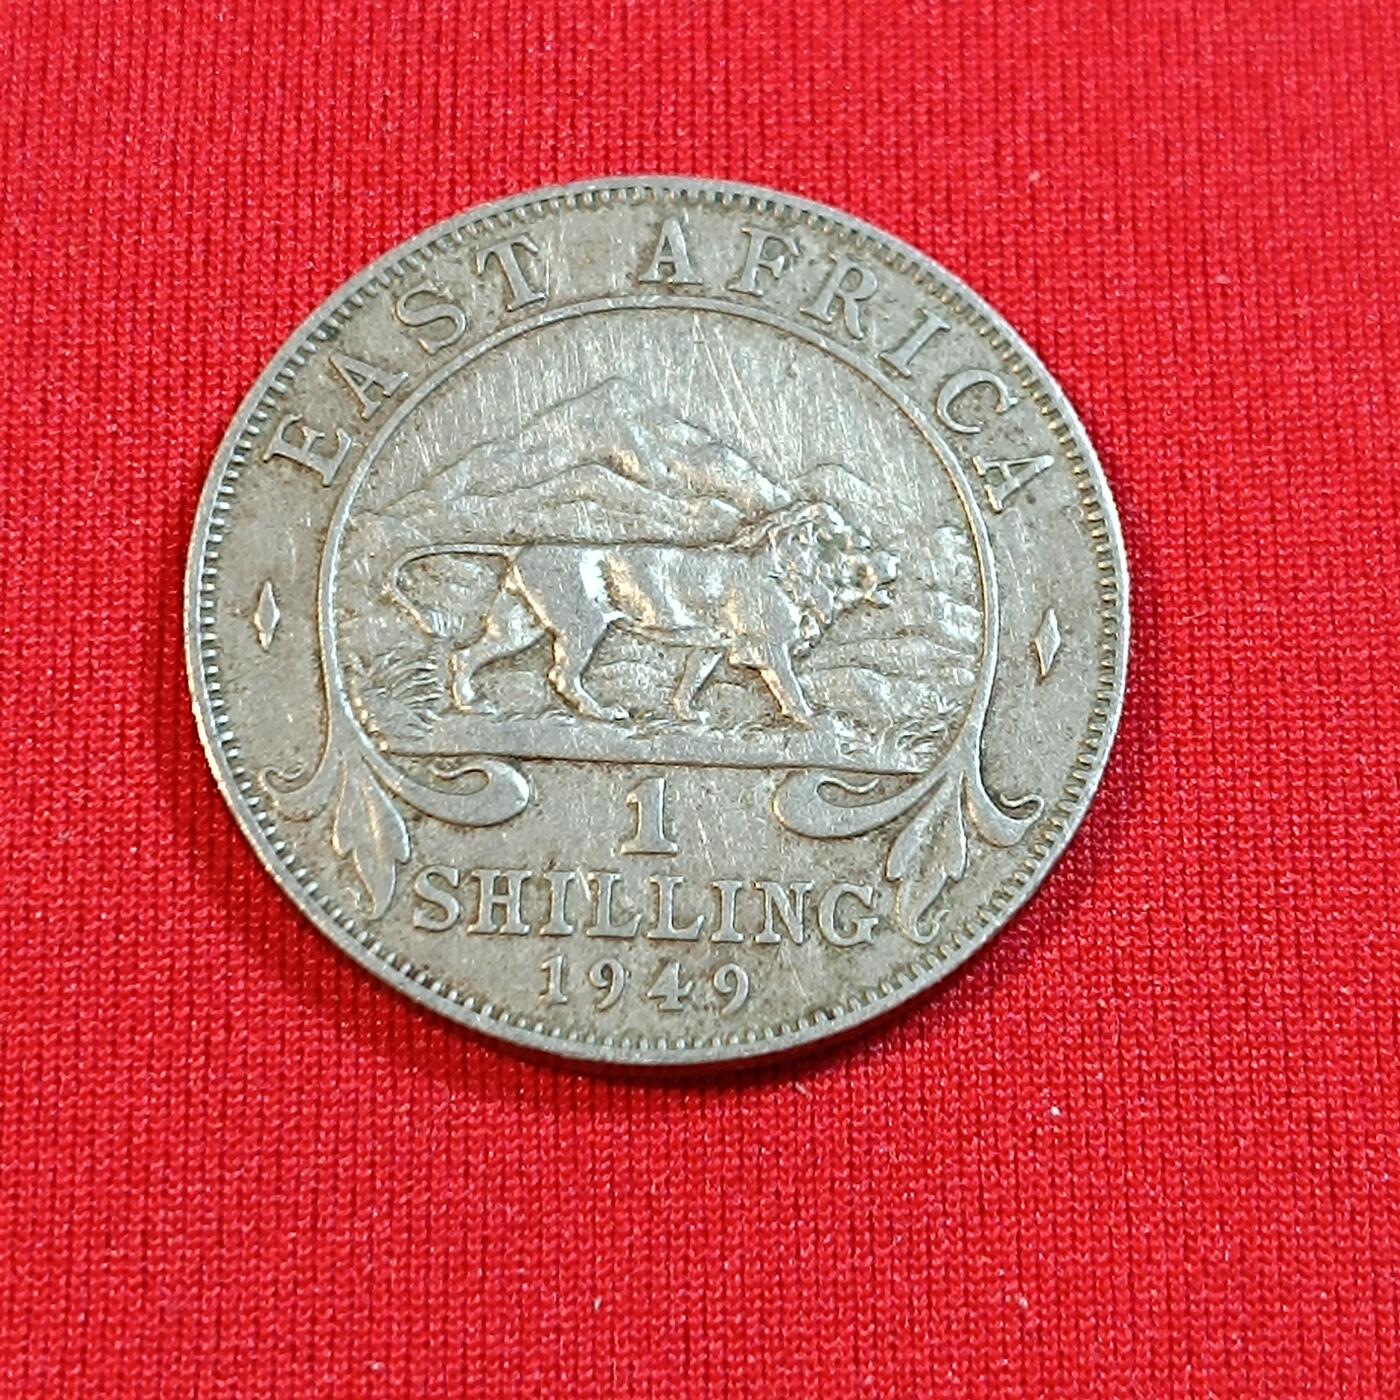 EAST AFRICA
1
SHILLING
1949